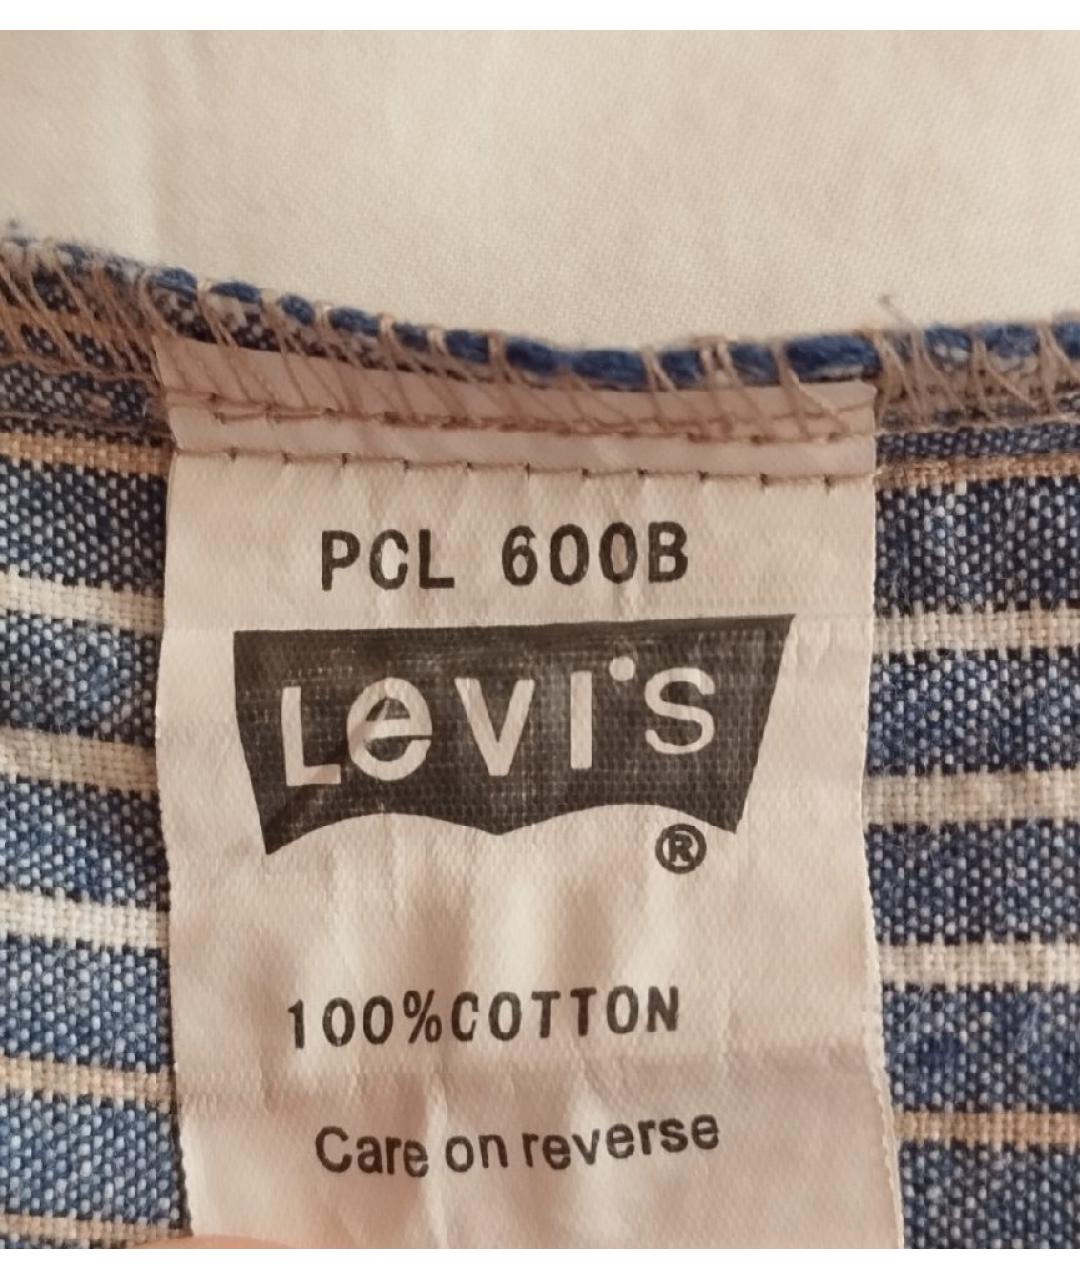 PCL 600B
Levi's
®
100%COTTON
Care on reverse